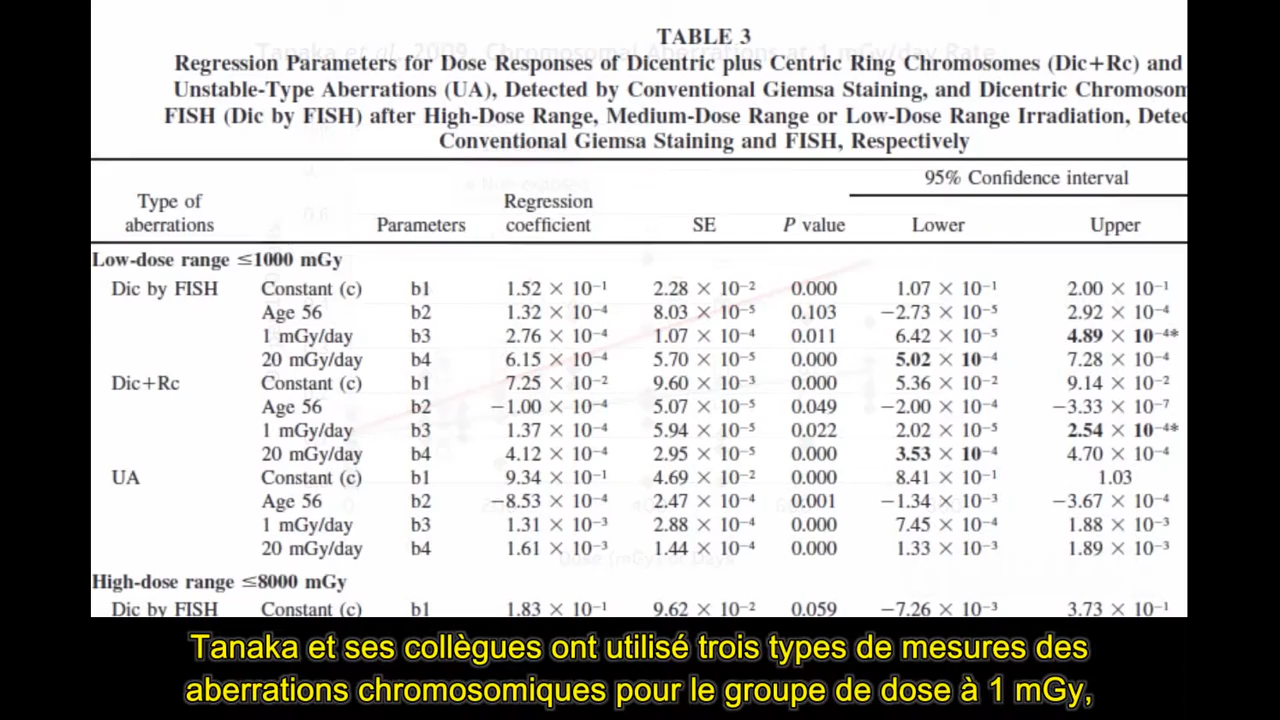 Tanaka et al. 2009, Chromosomal Aberrations at 1 mGy/day Rate
TABLE 3
Regression Parameters for Dose Responses of Dicentric plus Centric Ring Chromosomes (Dic+Rc) and
Unstable-Type Aberrations (UA), Detected by Conventional Giemsa Staining, and Dicentric Chromosom
FISH (Dic by FISH) after High-Dose Range, Medium-Dose Range or Low-Dose Range Irradiation, Detec
Conventional Giemsa Staining and FISH, Respectively
95% Confidence interval
Type of aberrations Parameters Regression coefficient SE P value Lower Upper
Low-dose range ≤1000 mGy
Dic by FISH Constant (c) b1 1.52 × 10⁻¹ 2.28 × 10⁻² 0.000 1.07 × 10⁻¹ 2.00 × 10⁻¹
Age 56 b2 1.32 × 10⁻⁴ 8.03 × 10⁻⁵ 0.103 −2.73 × 10⁻⁵ 2.92 × 10⁻⁴
1 mGy/day b3 2.76 × 10⁻⁴ 1.07 × 10⁻⁴ 0.011 6.42 × 10⁻⁵ 4.89 × 10⁻⁴*
20 mGy/day b4 6.15 × 10⁻⁴ 5.70 × 10⁻⁵ 0.000 5.02 × 10⁻⁴ 7.28 × 10⁻⁴
Dic+Rc Constant (c) b1 7.25 × 10⁻² 9.60 × 10⁻³ 0.000 5.36 × 10⁻² 9.14 × 10⁻²
Age 56 b2 −1.00 × 10⁻⁴ 5.07 × 10⁻⁵ 0.049 −2.00 × 10⁻⁴ −3.33 × 10⁻⁷
1 mGy/day b3 1.37 × 10⁻⁴ 5.94 × 10⁻⁵ 0.022 2.02 × 10⁻⁵ 2.54 × 10⁻⁴*
20 mGy/day b4 4.12 × 10⁻⁴ 2.95 × 10⁻⁵ 0.000 3.53 × 10⁻⁴ 4.70 × 10⁻⁴
UA Constant (c) b1 9.34 × 10⁻¹ 4.69 × 10⁻² 0.000 8.41 × 10⁻¹ 1.03
Age 56 b2 −8.53 × 10⁻⁴ 2.47 × 10⁻⁴ 0.001 −1.34 × 10⁻³ −3.67 × 10⁻⁴
1 mGy/day b3 1.31 × 10⁻³ 2.88 × 10⁻⁴ 0.000 7.45 × 10⁻⁴ 1.88 × 10⁻³
20 mGy/day b4 1.61 × 10⁻³ 1.44 × 10⁻⁴ 0.000 1.33 × 10⁻³ 1.89 × 10⁻³
High-dose range ≤8000 mGy
Dic by FISH Constant (c) b1 1.83 × 10⁻¹ 9.62 × 10⁻² 0.059 −7.26 × 10⁻³ 3.73 × 10⁻¹
Tanaka et ses collègues ont utilisé trois types de mesures des
aberrations chromosomiques pour le groupe de dose à 1 mGy,